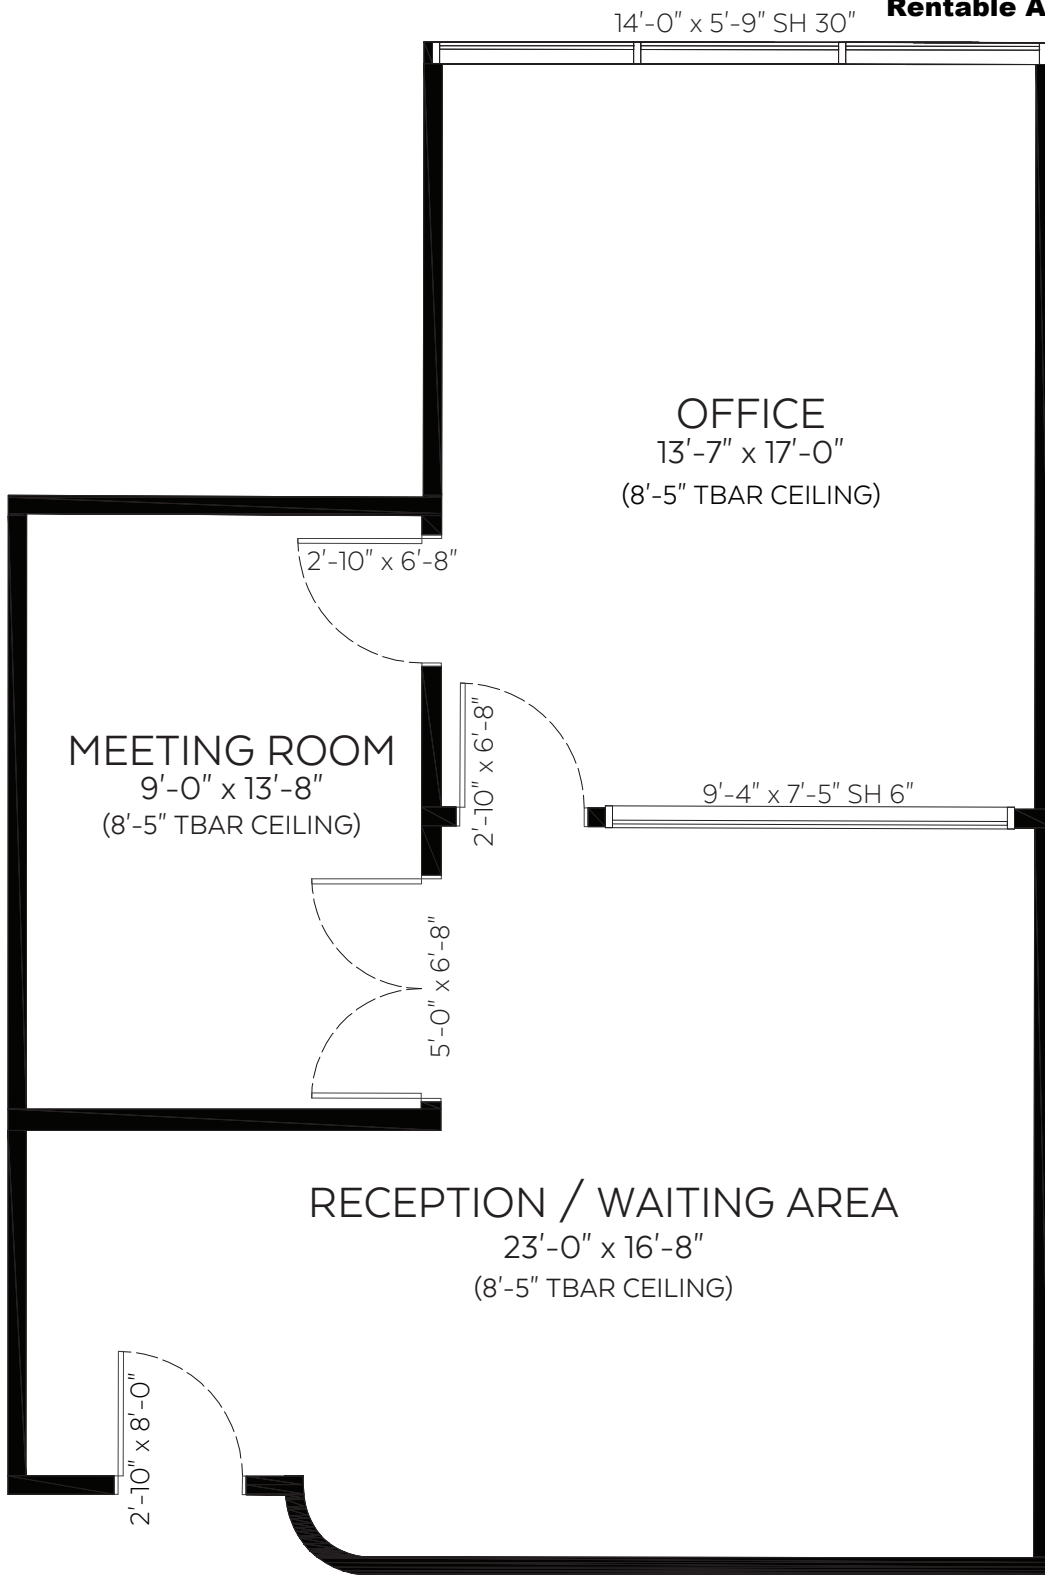 Rentable A
14'-0" x 5'-9" SH 30"
OFFICE
13'-7" x 17'-0"
(8'-5" TBAR CEILING)
2'-10" x 6'-8"
2'-10" x 6'-8"
MEETING ROOM
9'-0" x 13'-8"
(8'-5" TBAR CEILING)
9'-4" x 7'-5" SH 6"
5'-0" x 6'-8"
RECEPTION / WAITING AREA
23'-0" x 16'-8"
(8'-5" TBAR CEILING)
2'-10" x 8'-0"